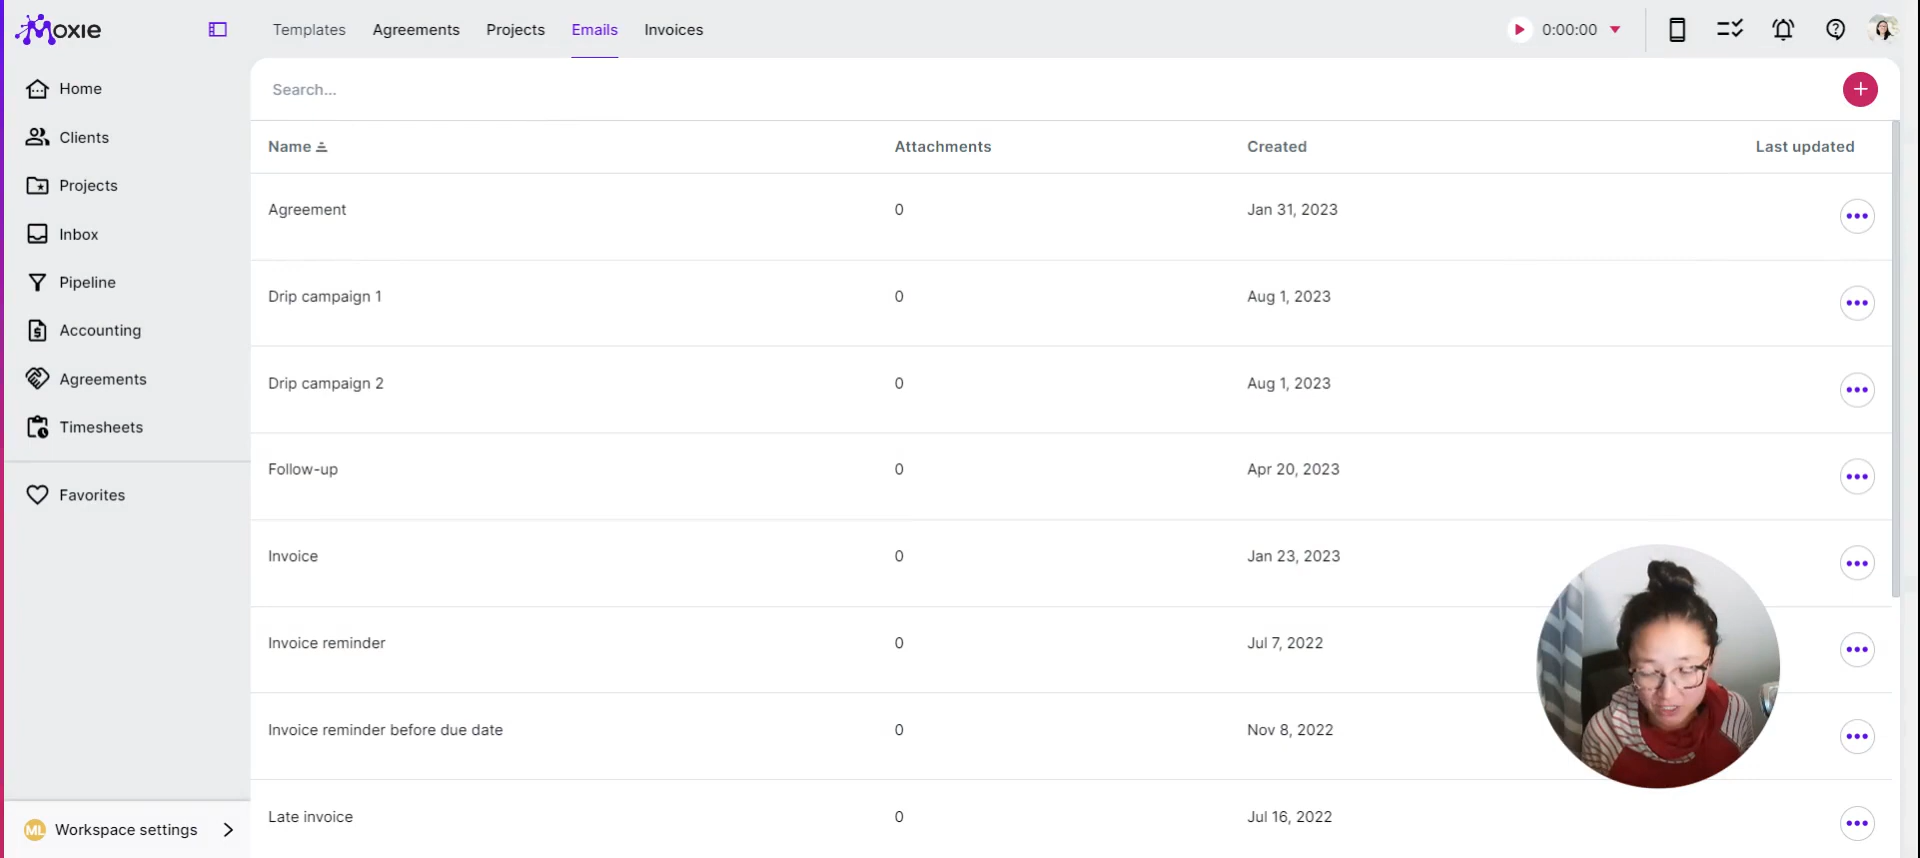 Moxie
Templates Agreements Projects Emails Invoices
0:00:00
Home
Clients
Projects
Inbox
Pipeline
Accounting
Agreements
Timesheets
Favorites
ML Workspace settings
Search...
Name Attachments Created Last updated
Agreement 0 Jan 31, 2023
Drip campaign 1 0 Aug 1, 2023
Drip campaign 2 0 Aug 1, 2023
Follow-up 0 Apr 20, 2023
Invoice 0 Jan 23, 2023
Invoice reminder 0 Jul 7, 2022
Invoice reminder before due date 0 Nov 8, 2022
Late invoice 0 Jul 16, 2022